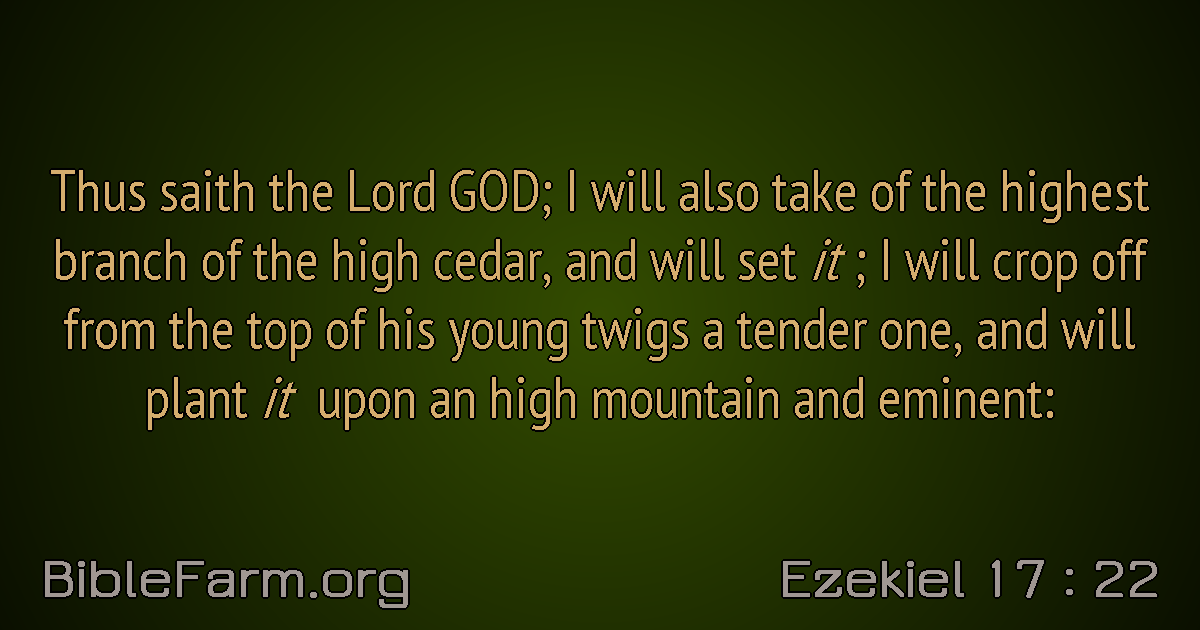 Thus saith the Lord GOD; I will also take of the highest
branch of the high cedar, and will set it ; I will crop off
from the top of his young twigs a tender one, and will
plant it upon an high mountain and eminent:
BibleFarm.org
Ezekiel 17 : 22